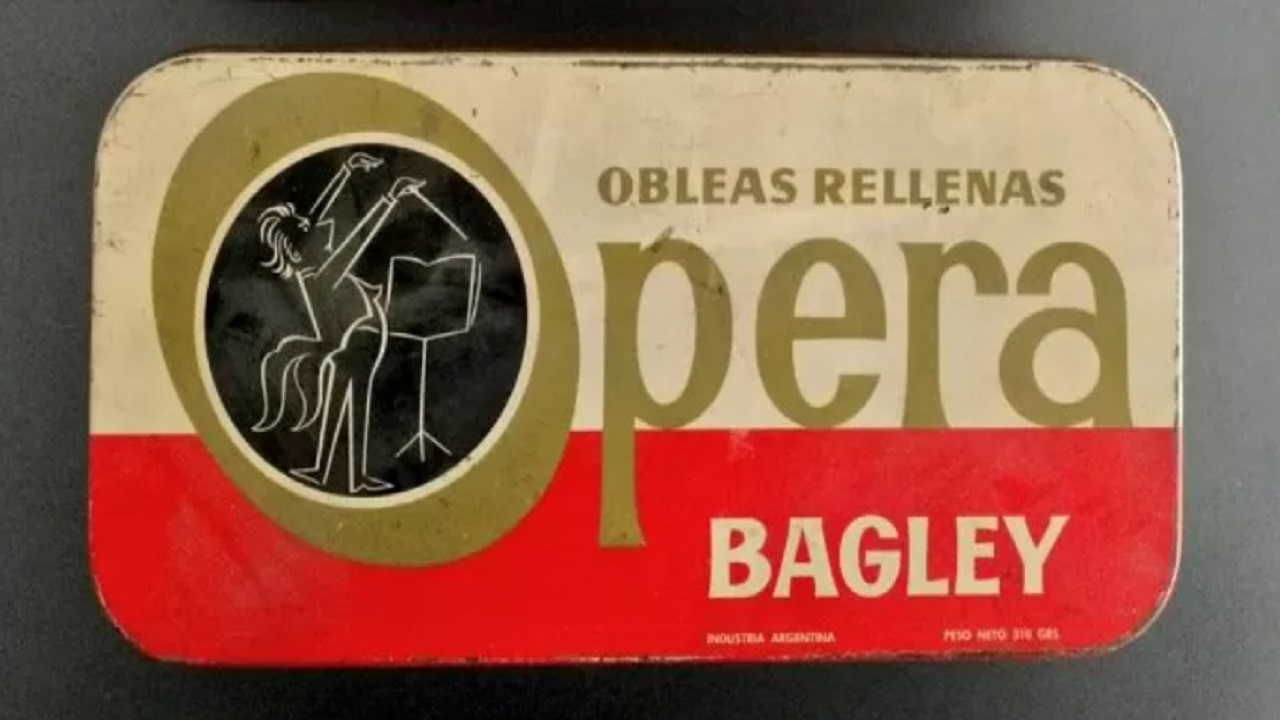 OBLEAS RELLENAS
Opera
BAGLEY
INDUSTRIA ARGENTINA
PESO NETO 310 GRS